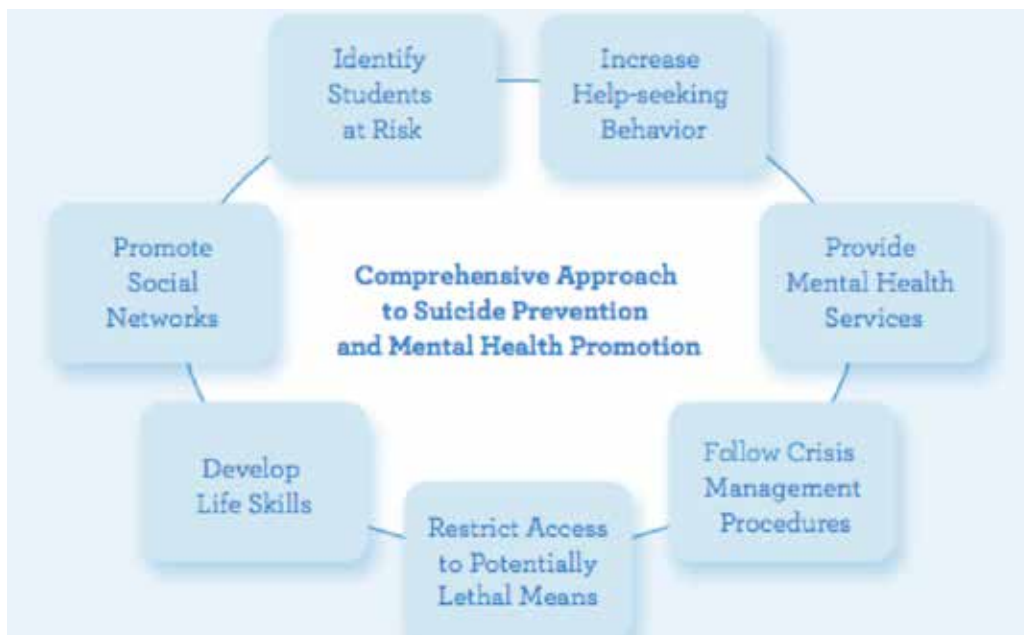 Identify
Students
at Risk
Increase
Help-seeking
Behavior
Provide
Mental Health
Services
Follow Crisis
Management
Procedures
Restrict Access
to Potentially
Lethal Means
Develop
Life Skills
Promote
Social
Networks
Comprehensive Approach
to Suicide Prevention
and Mental Health Promotion